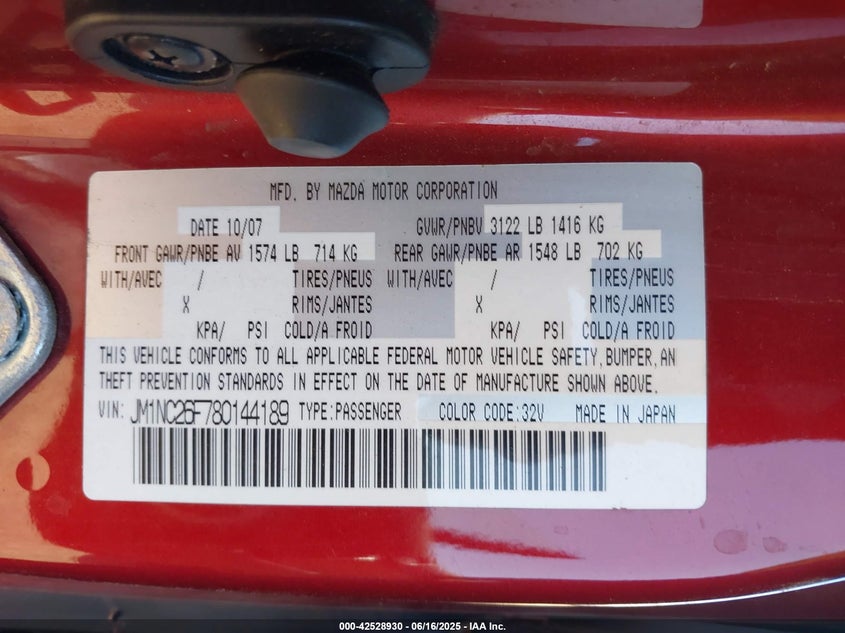 MFD. BY MAZDA MOTOR CORPORATION
DATE 10/07 GVWR/PNBV 3122 LB 1416 KG
FRONT GAWR/PNBE AV 1574 LB 714 KG REAR GAWR/PNBE AR 1548 LB 702 KG
WITH/AVEC / TIRES/PNEUS WITH/AVEC / TIRES/PNEUS
X RIMS/JANTES X RIMS/JANTES
KPA/ PSI COLD/A FROID KPA/ PSI COLD/A FROID
THIS VEHICLE CONFORMS TO ALL APPLICABLE FEDERAL MOTOR VEHICLE SAFETY,BUMPER,AN
THEFT PREVENTION STANDARDS IN EFFECT ON THE DATE OF MANUFACTURE SHOWN ABOVE.
VIN: JM1NC26F780144189 TYPE:PASSENGER COLOR CODE:32V MADE IN JAPAN
000-42528930 - 06/16/2025 - IAA Inc.